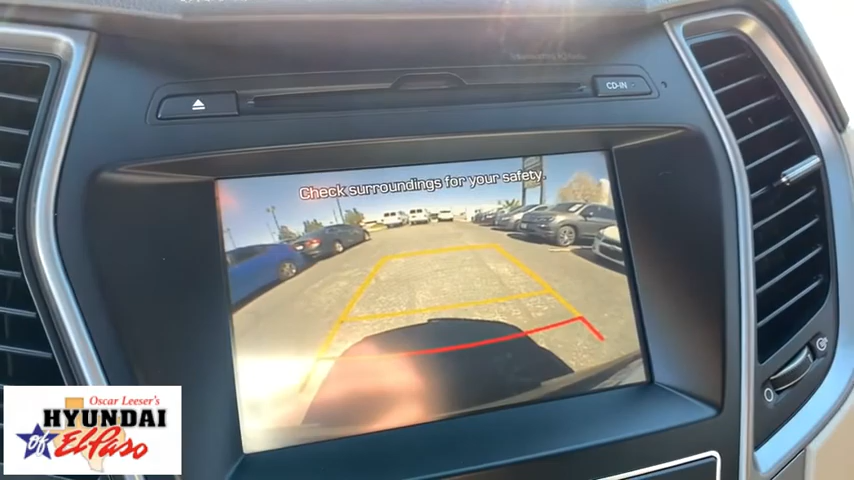 CD-IN
Check surroundings for your safety.
Oscar Leeser's
HYUNDAI
of El Paso